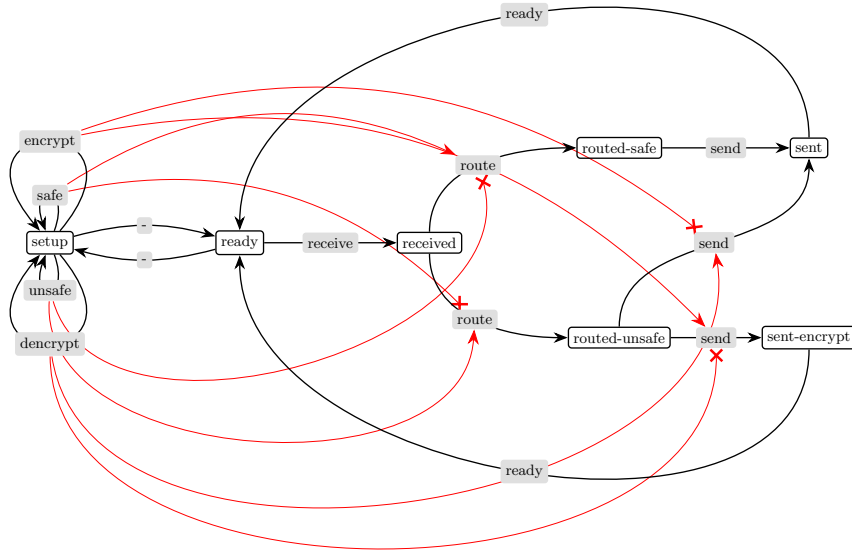 ready
encrypt
routed-safe
send
sent
route
safe
-
setup
ready
receive
received
send
-
unsafe
route
dencrypt
routed-unsafe
send
sent-encrypt
ready